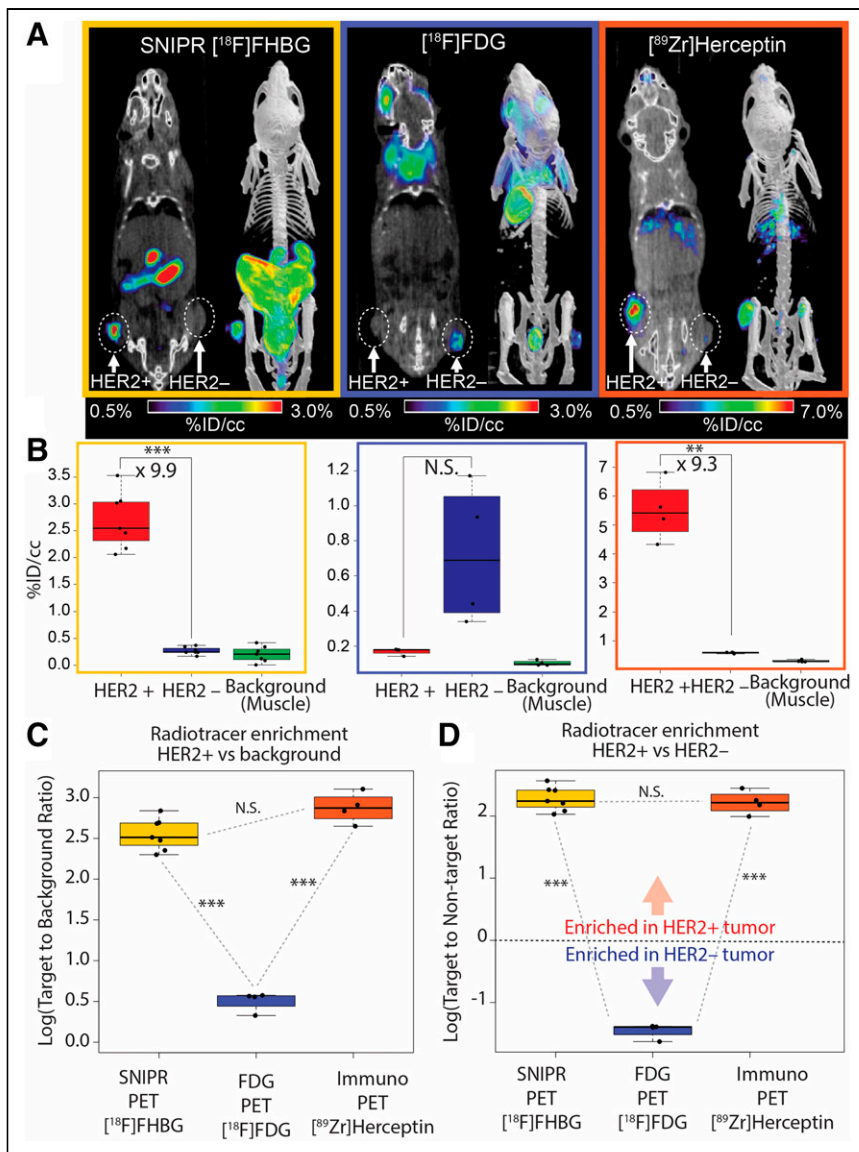 A
SNIPR [¹⁸F]FHBG
[¹⁸F]FDG
[⁸⁹Zr]Herceptin
HER2+ HER2−
HER2+ HER2−
HER2+ HER2−
0.5% 3.0%
%ID/cc
0.5% 3.0%
%ID/cc
0.5% 7.0%
%ID/cc
B
%ID/cc
***
x 9.9
3.5
3.0
2.5
2.0
1.5
1.0
0.5
0.0
HER2 + HER2 − Background
(Muscle)
N.S.
1.2
1.0
0.8
0.6
0.4
0.2
HER2 + HER2 − Background
(Muscle)
**
x 9.3
7
6
5
4
3
2
1
HER2 +HER2 − Background
(Muscle)
C
Radiotracer enrichment
HER2+ vs background
Log(Target to Background Ratio)
3.0
2.5
2.0
1.5
1.0
0.5
0.0
N.S.
***
***
SNIPR
PET
[¹⁸F]FHBG
FDG
PET
[¹⁸F]FDG
Immuno
PET
[⁸⁹Zr]Herceptin
D
Radiotracer enrichment
HER2+ vs HER2−
Log(Target to Non-target Ratio)
2
1
0
-1
N.S.
***
***
Enriched in HER2+ tumor
Enriched in HER2− tumor
SNIPR
PET
[¹⁸F]FHBG
FDG
PET
[¹⁸F]FDG
Immuno
PET
[⁸⁹Zr]Herceptin